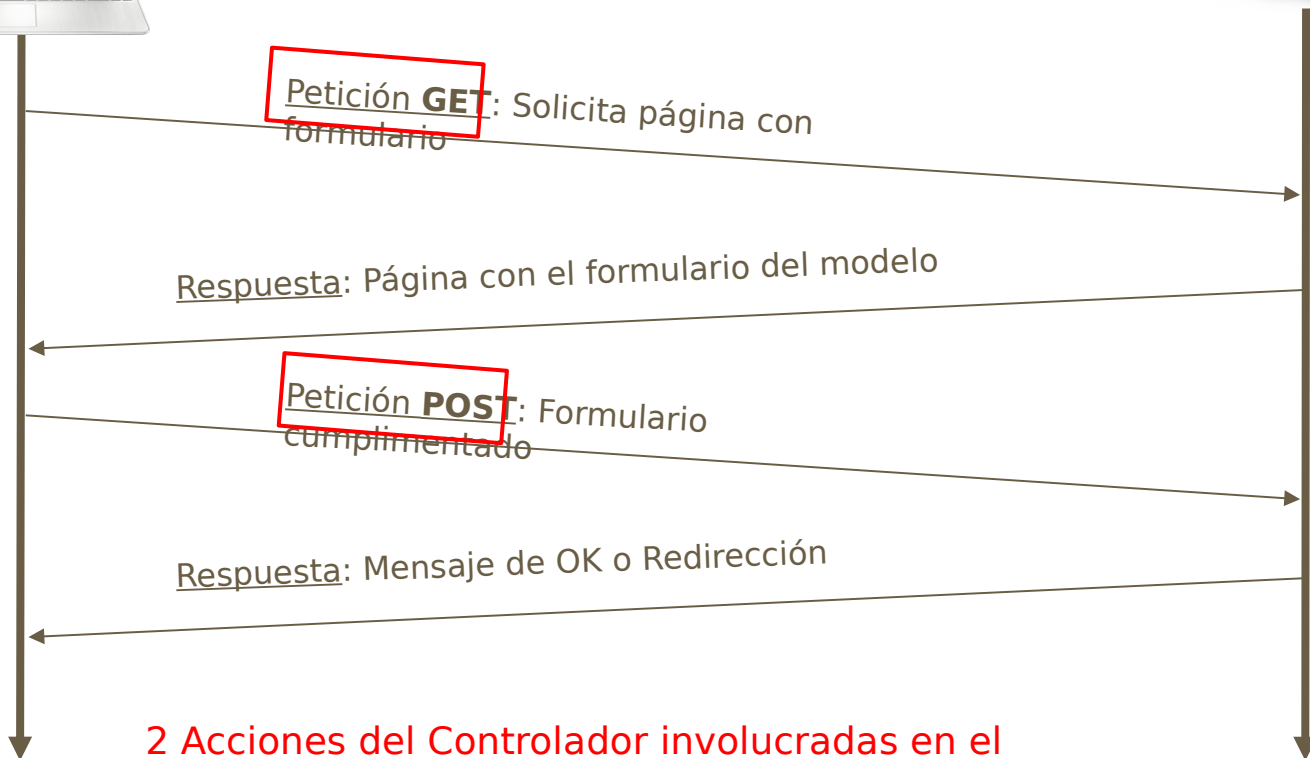 Petición GET: Solicita página con
formulario
Respuesta: Página con el formulario del modelo
Petición POST: Formulario
cumplimentado
Respuesta: Mensaje de OK o Redirección
2 Acciones del Controlador involucradas en el